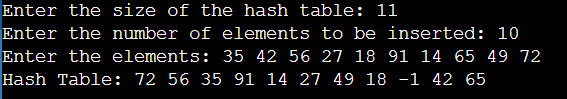 Enter the size of the hash table: 11
Enter the number of elements to be inserted: 10
Enter the elements: 35 42 56 27 18 91 14 65 49 72
Hash Table: 72 56 35 91 14 27 49 18 -1 42 65